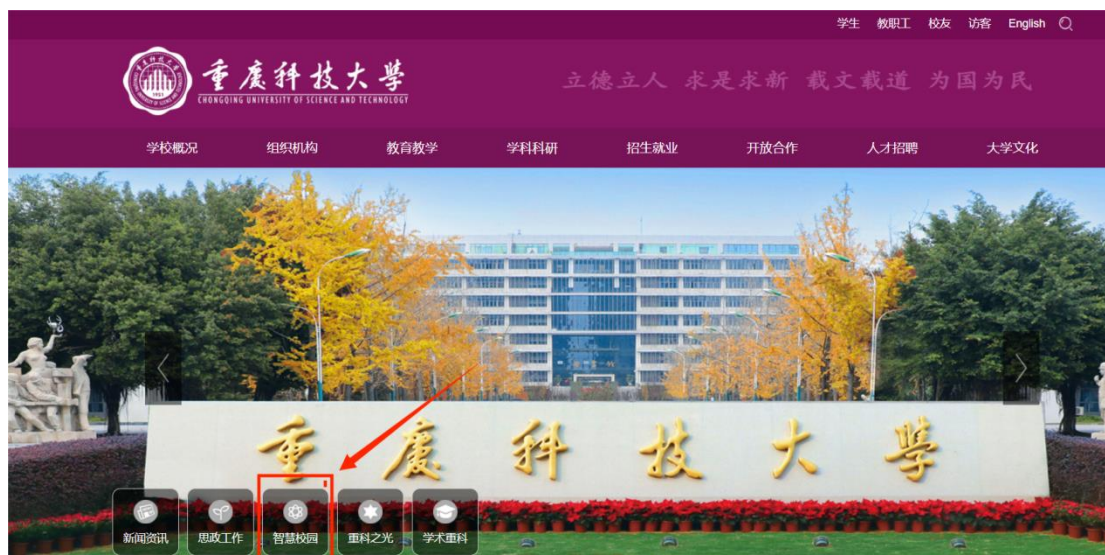 学生 教职工 校友 访客 English
重庆科技大学
CHONGQING UNIVERSITY OF SCIENCE AND TECHNOLOGY
1951
立德立人 求是求新 载文载道 为国为民
学校概况 组织机构 教育教学 学科科研 招生就业 开放合作 人才招聘 大学文化
重庆科技大学
新闻资讯 思政工作 智慧校园 重科之光 学术重科